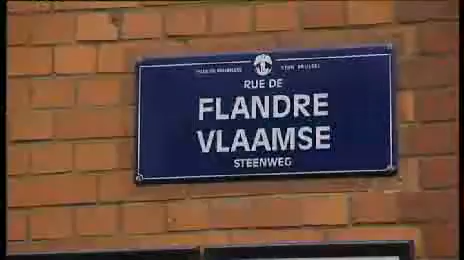 VILLE DE BRUXELLES STAD BRUSSEL
RUE DE
FLANDRE
VLAAMSE
STEENWEG